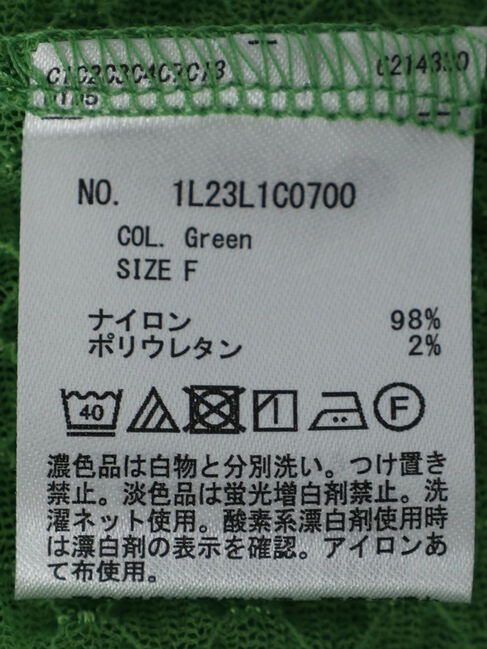 NO. 1L23L1C0700
COL. Green
SIZE F
ナイロン 98%
ポリウレタン 2%
40
F
濃色品は白物と分別洗い。つけ置き
禁止。淡色品は蛍光増白剤禁止。洗
濯ネット使用。酸素系漂白剤使用時
は漂白剤の表示を確認。アイロンあ
て布使用。